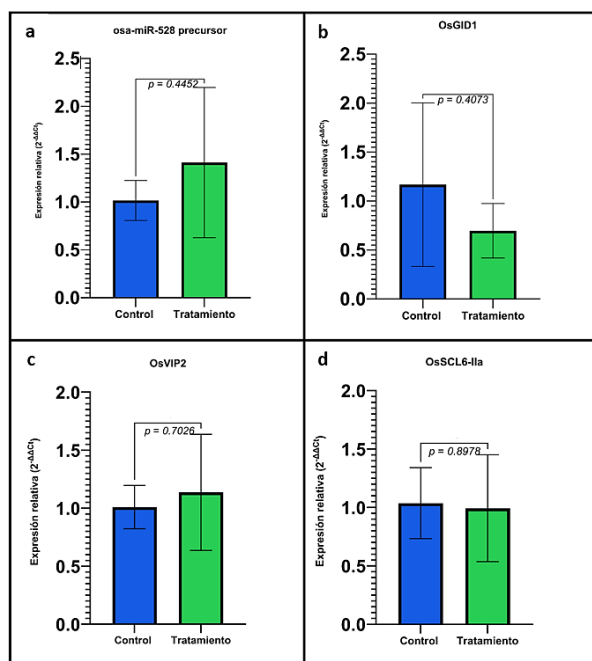 a
osa-miR-528 precursor
Expresión relativa (2^-ΔΔCt)
2.5
2.0
1.5
1.0
0.5
0.0
p = 0.4452
Control
Tratamiento
b
OsGID1
Expresión relativa (2^-ΔΔCt)
2.5
2.0
1.5
1.0
0.5
0.0
p = 0.4073
Control
Tratamiento
c
OsVIP2
Expresión relativa (2^-ΔΔCt)
2.0
1.5
1.0
0.5
0.0
p = 0.7026
Control
Tratamiento
d
OsSCL6-IIa
Expresión relativa (2^-ΔΔCt)
2.0
1.5
1.0
0.5
0.0
p = 0.8978
Control
Tratamiento